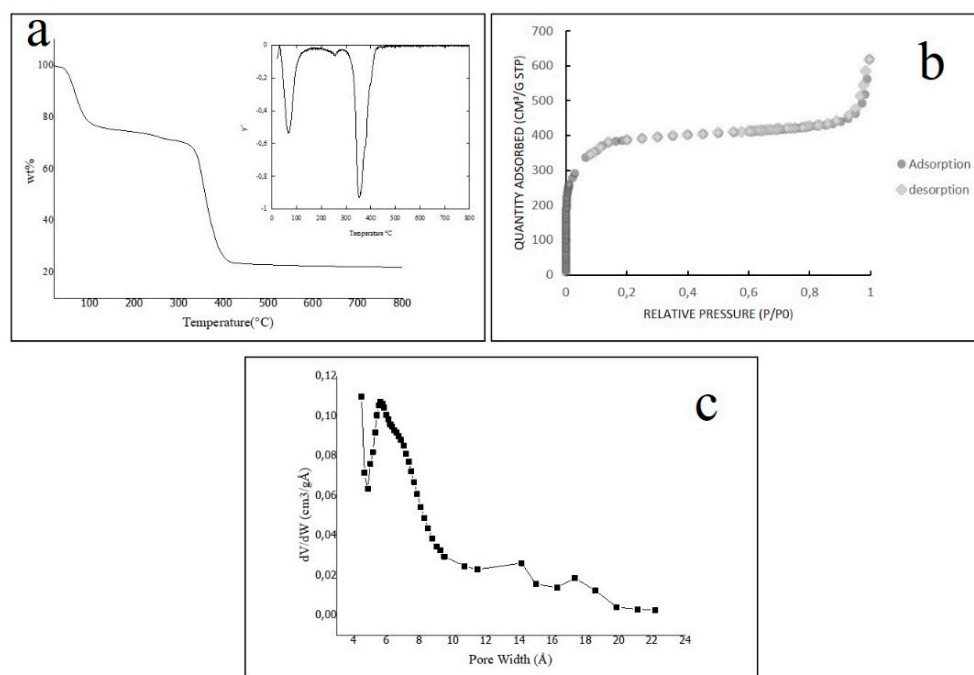 a
wt%
100
80
60
40
20
100 200 300 400 500 600 700 800
Temperature(°C)
0
-0,2
-0,4
-0,6
-0,8
-1
0 100 200 300 400 500 600 700 800
Temperature °C
b
QUANTITY ADSORBED (CM³/G STP)
700
600
500
400
300
200
100
0
0 0,2 0,4 0,6 0,8 1
RELATIVE PRESSURE (P/P0)
Adsorption
desorption
c
dV/dW (cm3/gÅ)
0,12
0,10
0,08
0,06
0,04
0,02
0,00
4 6 8 10 12 14 16 18 20 22 24
Pore Width (Å)